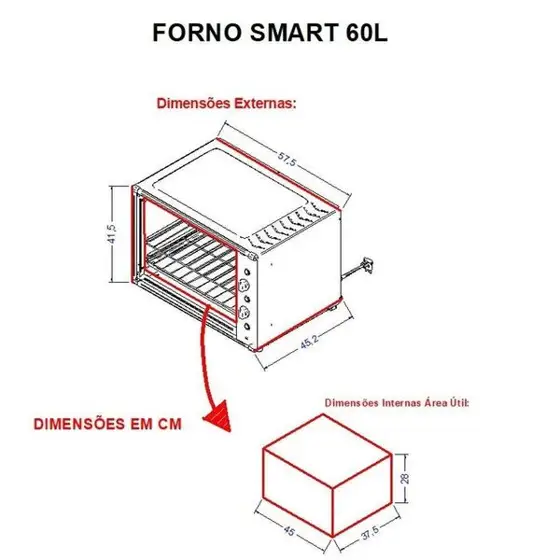 FORNO SMART 60L
Dimensões Externas:
57,5
41,5
45,2
DIMENSÕES EM CM
Dimensões Internas Área Útil:
28
45
37,5